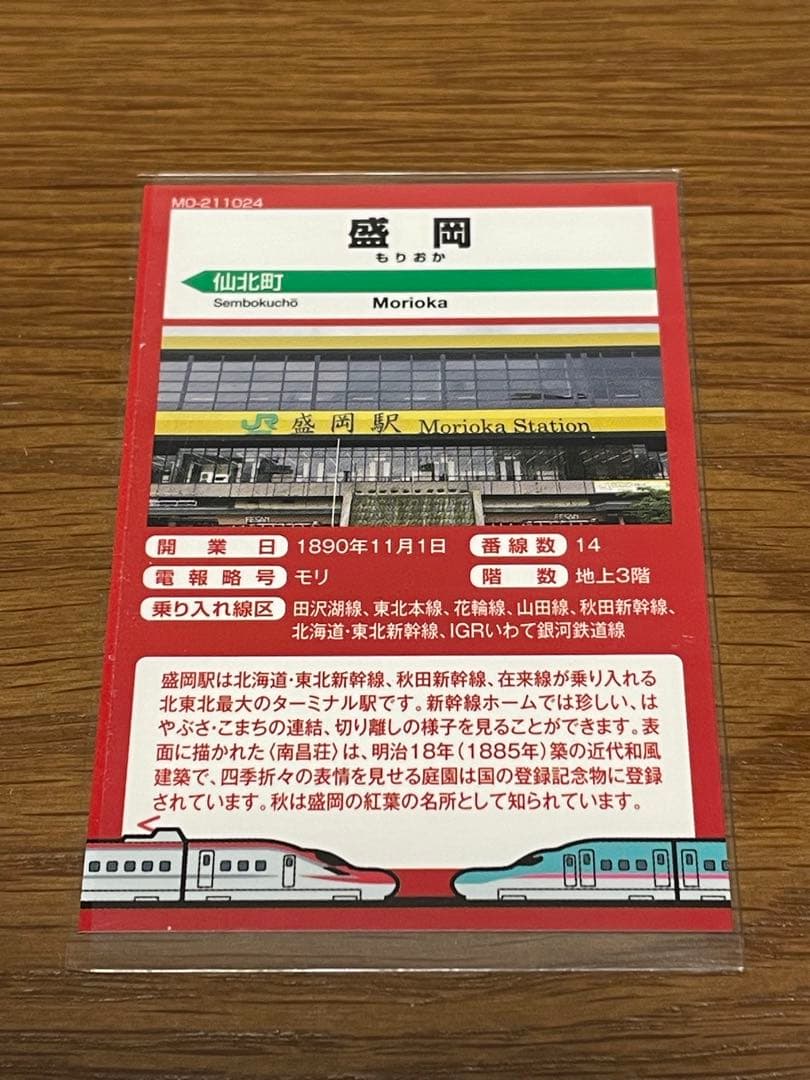 MO-211024
盛岡
もりおか
仙北町
Sembokuchō
Morioka
JR 盛岡駅 Morioka Station
FESAN
FESAN
開業日 1890年11月1日 番線数 14
電報略号 モリ 階数 地上3階
乗り入れ線区 田沢湖線、東北本線、花輪線、山田線、秋田新幹線、
北海道・東北新幹線、IGRいわて銀河鉄道線
盛岡駅は北海道・東北新幹線、秋田新幹線、在来線が乗り入れる
北東北最大のターミナル駅です。新幹線ホームでは珍しい、は
やぶさ・こまちの連結、切り離しの様子を見ることができます。表
面に描かれた〈南昌荘〉は、明治18年(1885年)築の近代和風
建築で、四季折々の表情を見せる庭園は国の登録記念物に登録
されています。秋は盛岡の紅葉の名所として知られています。